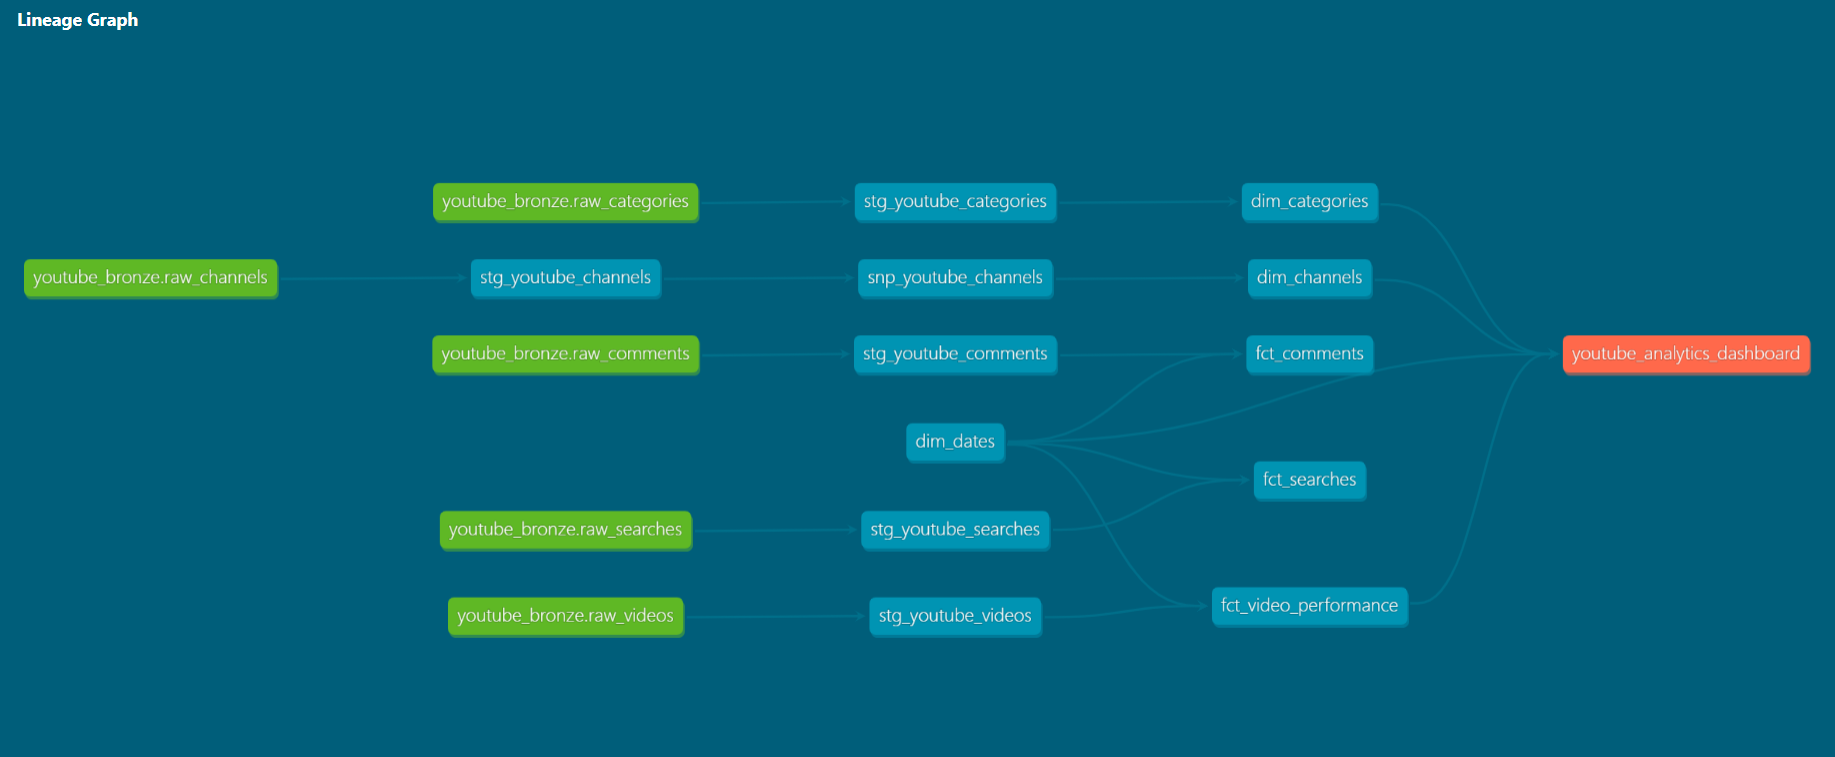 Lineage Graph
youtube_bronze.raw_categories
stg_youtube_categories
dim_categories
youtube_bronze.raw_channels
stg_youtube_channels
snp_youtube_channels
dim_channels
youtube_bronze.raw_comments
stg_youtube_comments
fct_comments
youtube_analytics_dashboard
dim_dates
fct_searches
youtube_bronze.raw_searches
stg_youtube_searches
youtube_bronze.raw_videos
stg_youtube_videos
fct_video_performance